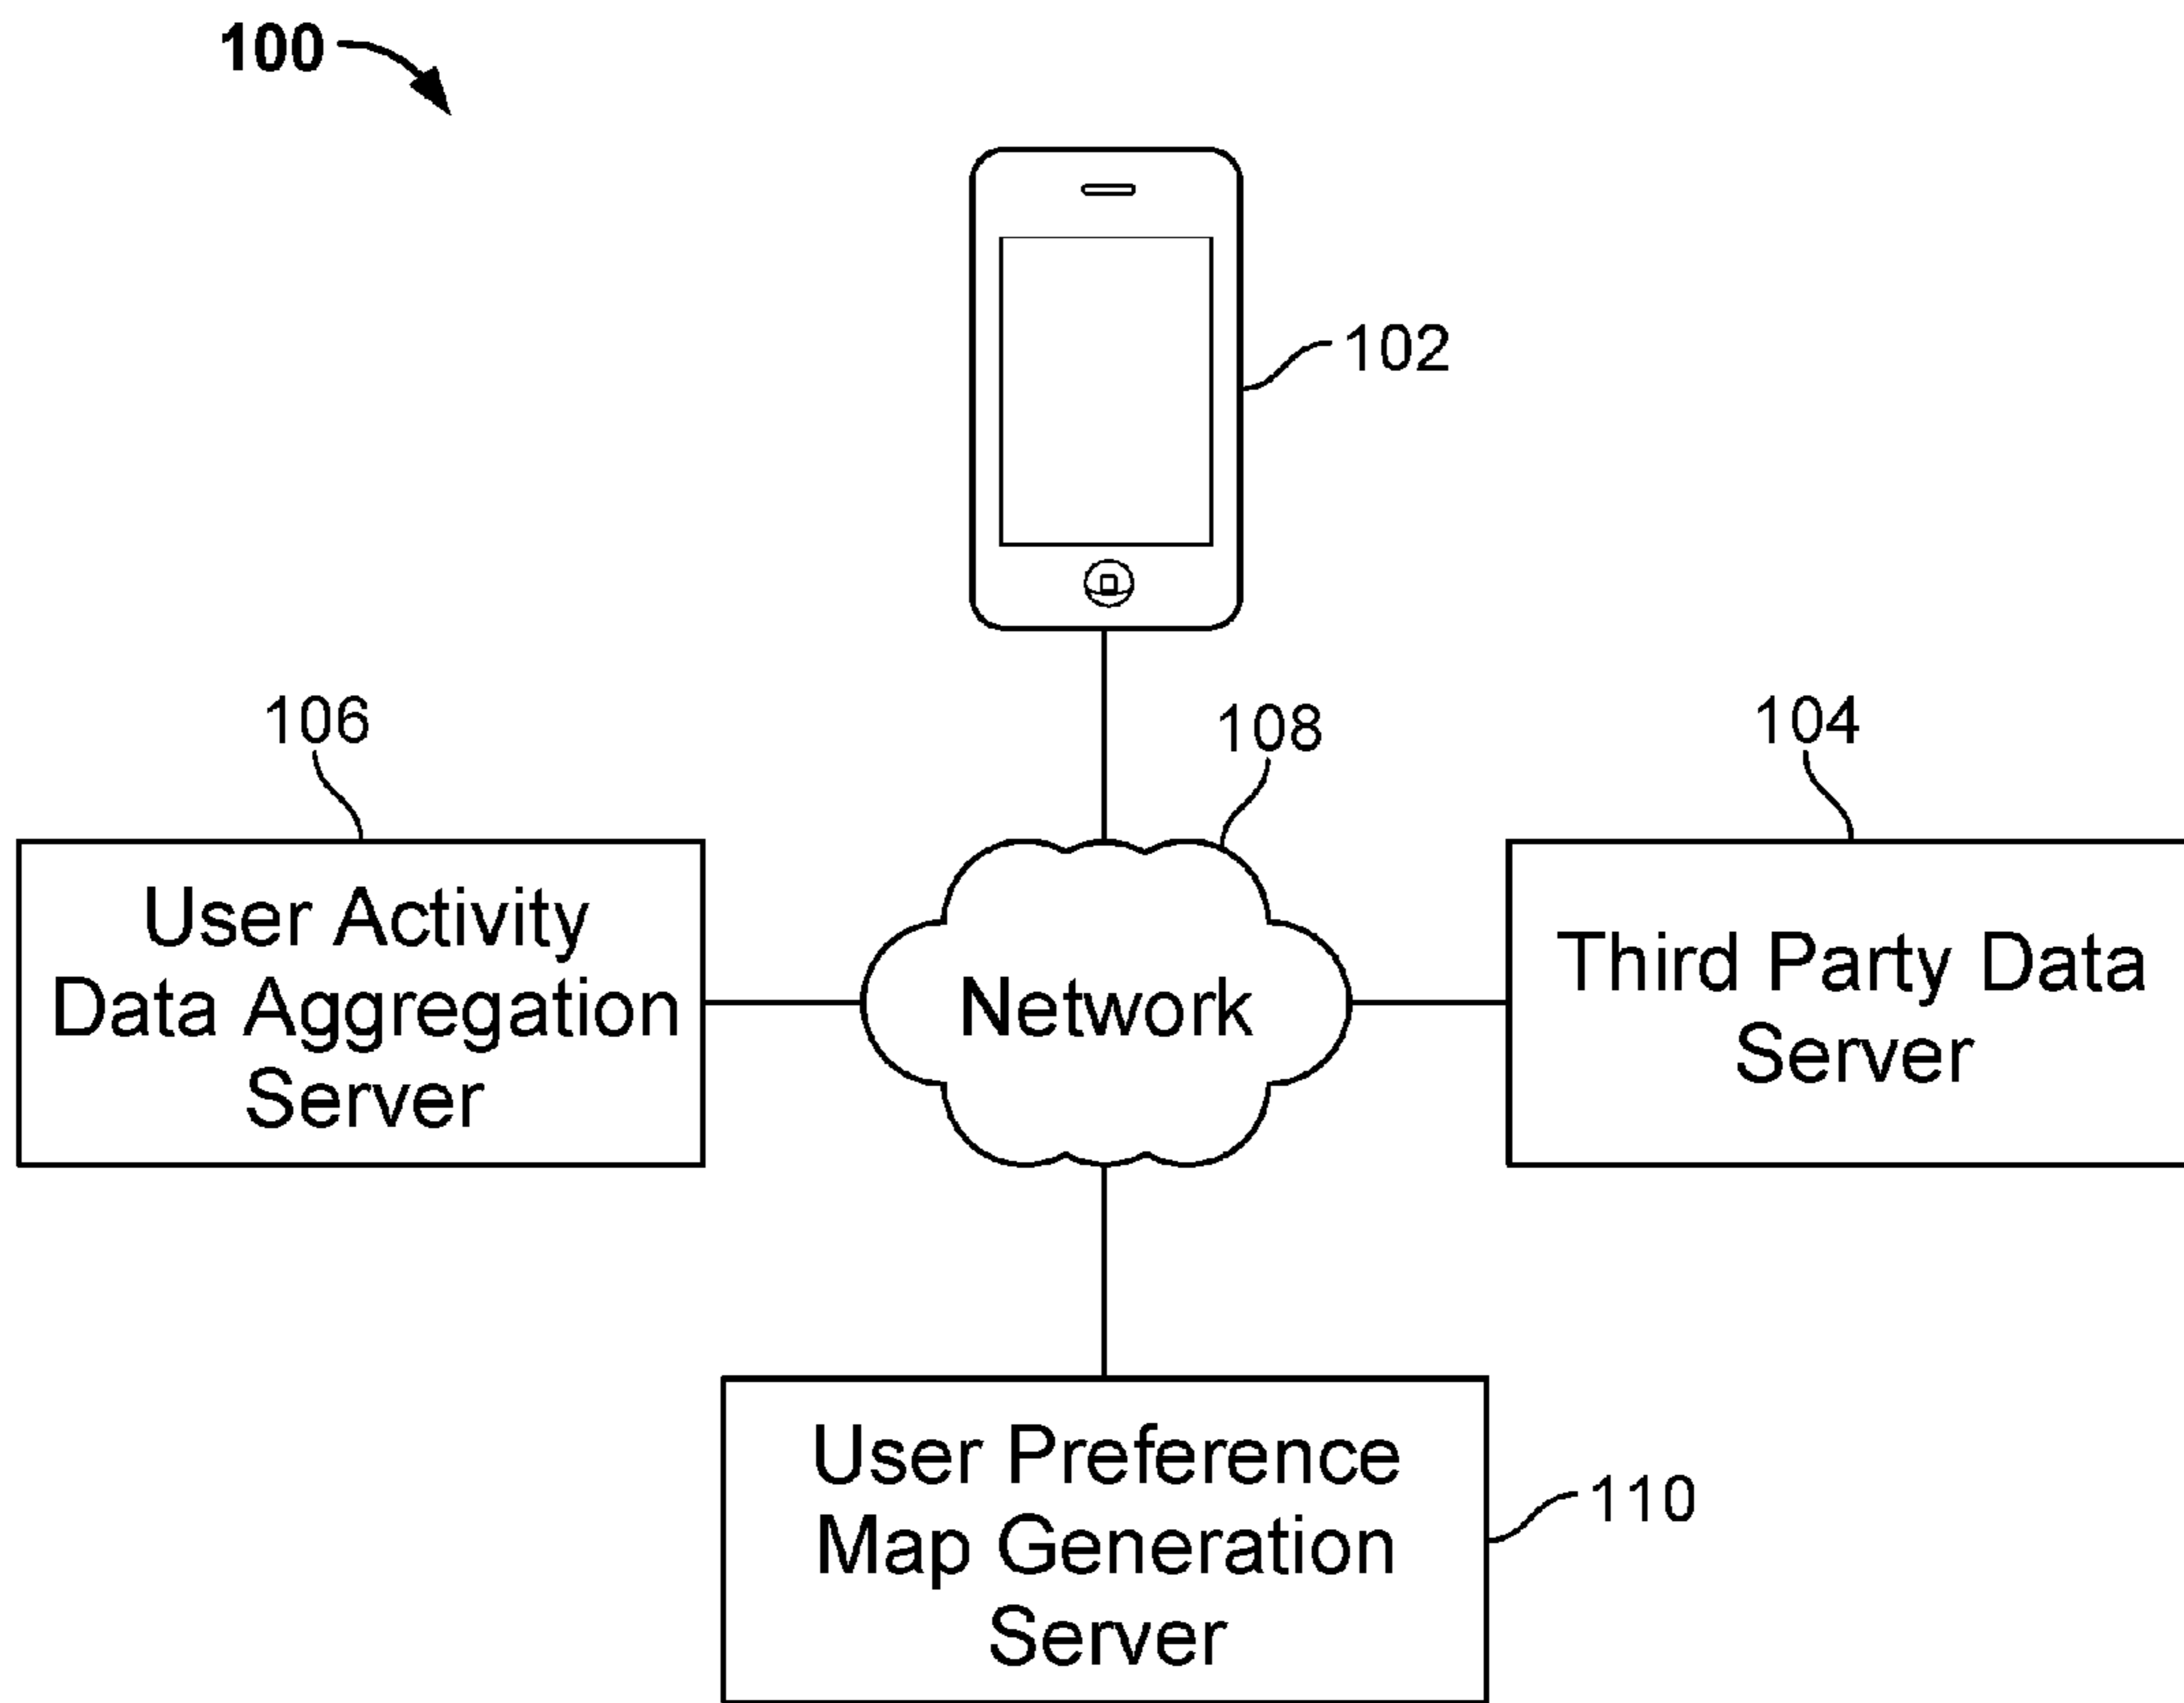 100
102
106
108
104
User Activity
Data Aggregation
Server
Network
Third Party Data
Server
User Preference
Map Generation
Server
110